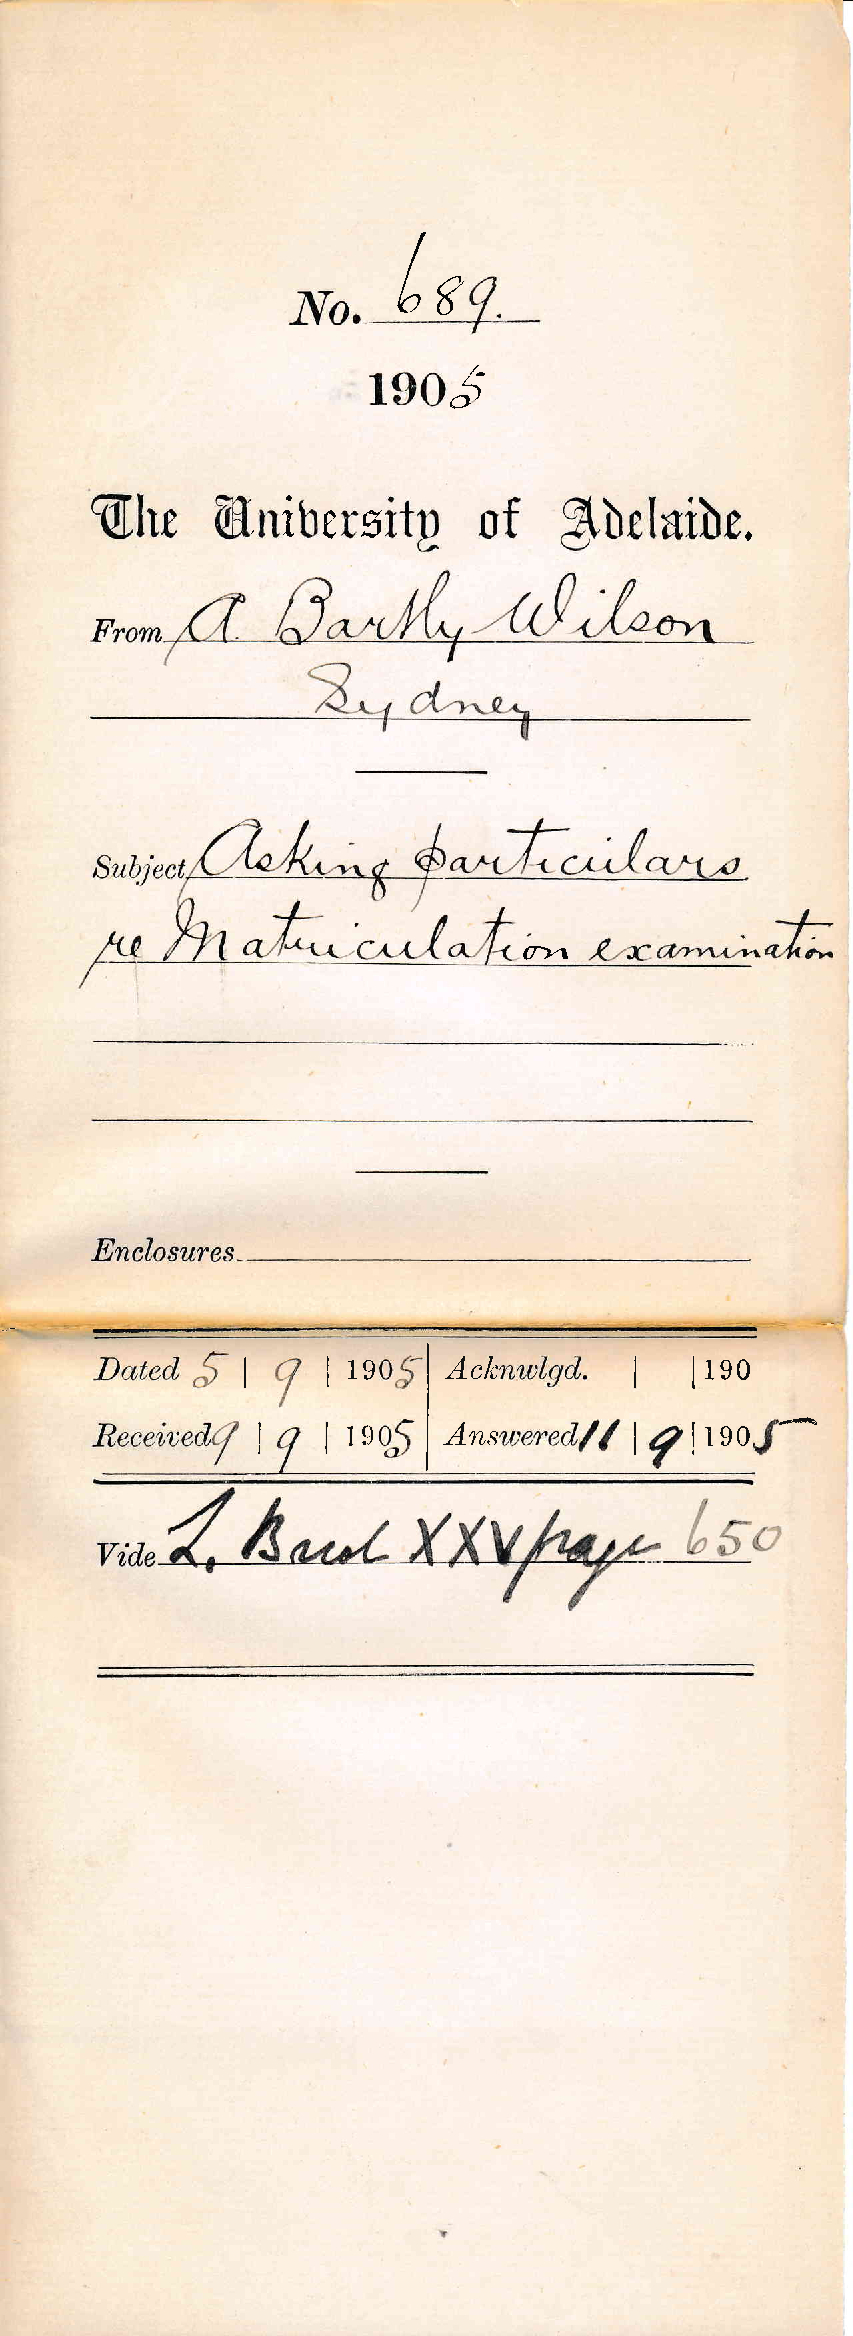 No. 689.
1905
The University of Adelaide.
From A. Bartly Wilson
Sydney
Subject Asking particulars
re Matriculation examination
Enclosures
Dated 5 | 9 | 1905 Acknwlgd. | | 190
Received 9 | 9 | 1905 Answered 11 | 9 | 1905
Vide L. Book XXV page 650